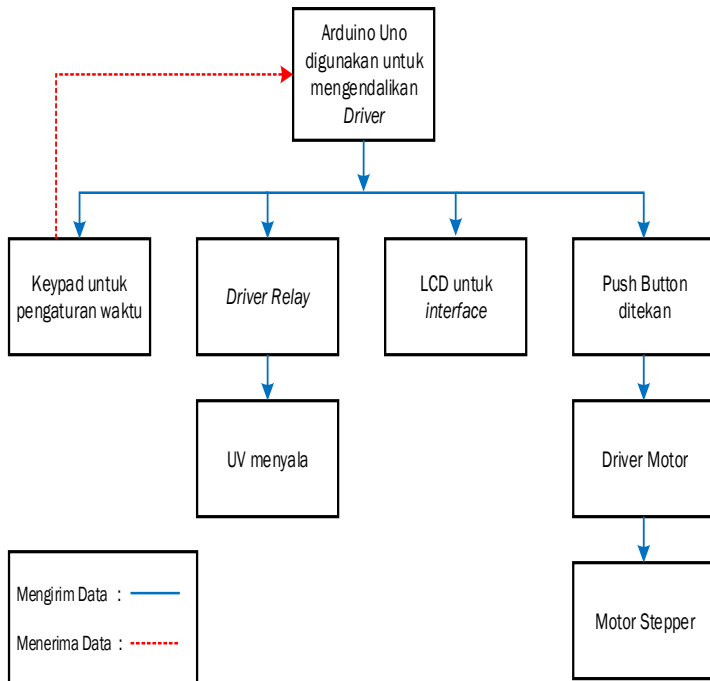 Arduino Uno
digunakan untuk
mengendalikan
Driver
Keypad untuk
pengaturan waktu
Driver Relay
LCD untuk
interface
Push Button
ditekan
UV menyala
Driver Motor
Motor Stepper
Mengirim Data :
Menerima Data :